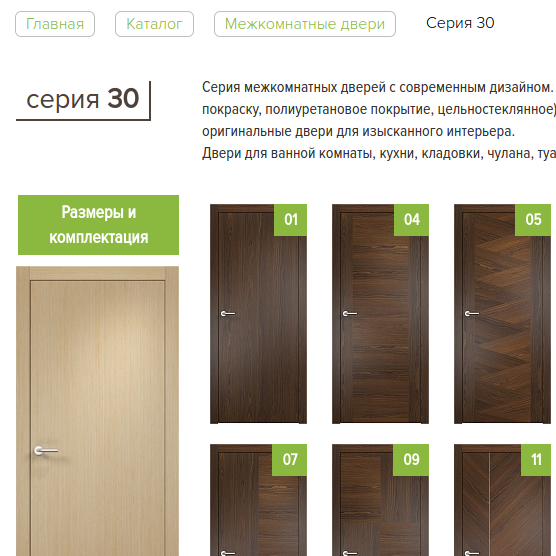 Главная Каталог Межкомнатные двери Серия 30
серия 30
Серия межкомнатных дверей с современным дизайном.
покраску, полиуретановое покрытие, цельностеклянное)
оригинальные двери для изысканного интерьера.
Двери для ванной комнаты, кухни, кладовки, чулана, туа
Размеры и
комплектация
01 04 05
07 09 11